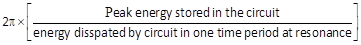 2π × [ Peak energy stored in the circuit
energy disspated by circuit in one time period at resonance ]